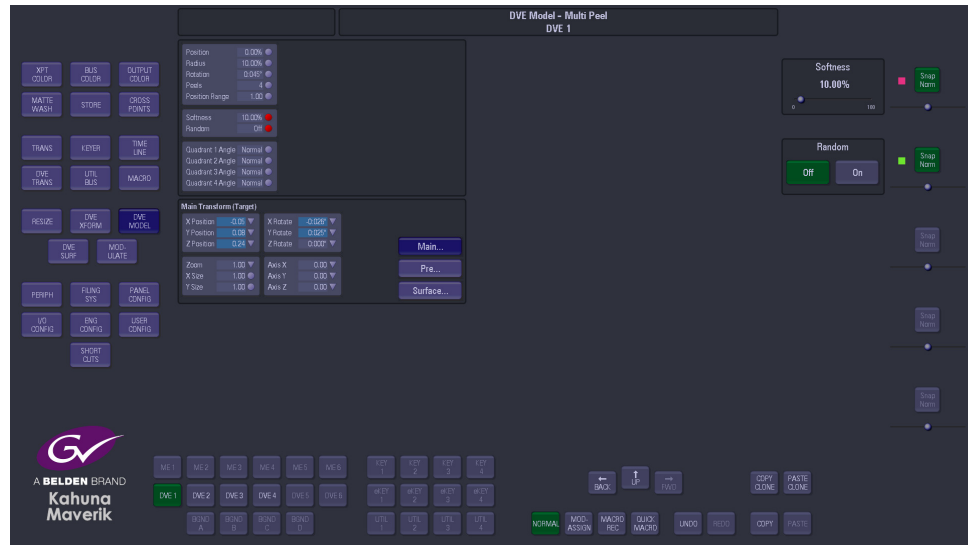 DVE Model - Multi Peel
DVE 1
XPT COLOR
BUS COLOR
OUTPUT COLOR
MATTE WASH
STORE
CROSS POINTS
TRANS
KEYER
TIME LINE
DVE TRANS
UTIL BUS
MACRO
RESIZE
DVE XFORM
DVE MODEL
DVE SURF
MOD- ULATE
PERIPH
FILING SYS
PANEL CONFIG
I/O CONFIG
ENG CONFIG
USER CONFIG
SHORT CUTS
Position 0.00%
Radius 10.00%
Rotation 0.045°
Peels 4
Position Range 1.00
Softness 10.00%
Random Off
Quadrant 1 Angle Normal
Quadrant 2 Angle Normal
Quadrant 3 Angle Normal
Quadrant 4 Angle Normal
Main Transform (Target)
X Position -0.05 X Rotate -0.026°
Y Position 0.08 Y Rotate 0.025°
Z Position 0.24 Z Rotate 0.000°
Zoom 1.00 Axis X 0.00
X Size 1.00 Axis Y 0.00
Y Size 1.00 Axis Z 0.00
Main...
Pre...
Surface...
Softness
10.00%
0 100
Snap Norm
Random
Off On
Snap Norm
Snap Norm
Snap Norm
Snap Norm
GV
A BELDEN BRAND
Kahuna
Maverik
ME 1 ME 2 ME 3 ME 4 ME 5 ME 6
DVE 1 DVE 2 DVE 3 DVE 4 DVE 5 DVE 6
BGND A BGND B BGND C BGND D
KEY 1 KEY 2 KEY 3 KEY 4
eKEY 1 eKEY 2 eKEY 3 eKEY 4
UTIL 1 UTIL 2 UTIL 3 UTIL 4
← BACK ↑ UP → FWD
COPY CLONE PASTE CLONE
NORMAL MOD- ASSIGN MACRO REC QUICK MACRO UNDO REDO COPY PASTE